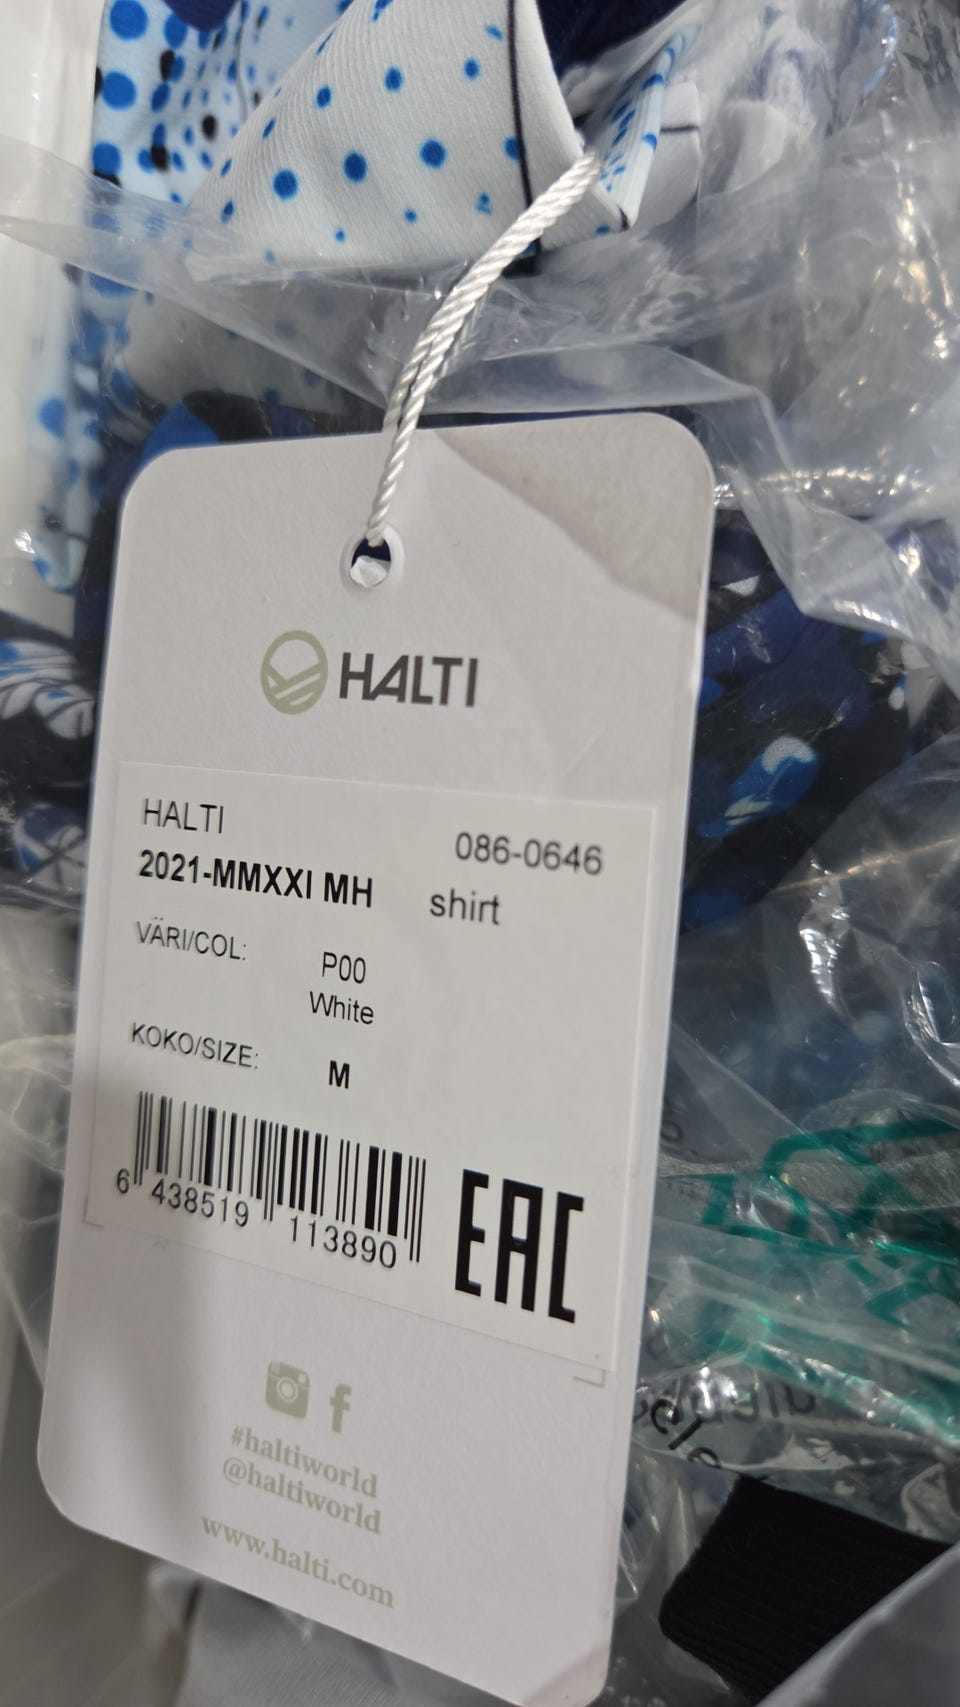 HALTI
HALTI
086-0646
2021-MMXXI MH
shirt
VÄRI/COL:
P00
White
KOKO/SIZE:
M
6 438519 113890
EAC
#haltiworld
@haltiworld
www.halti.com